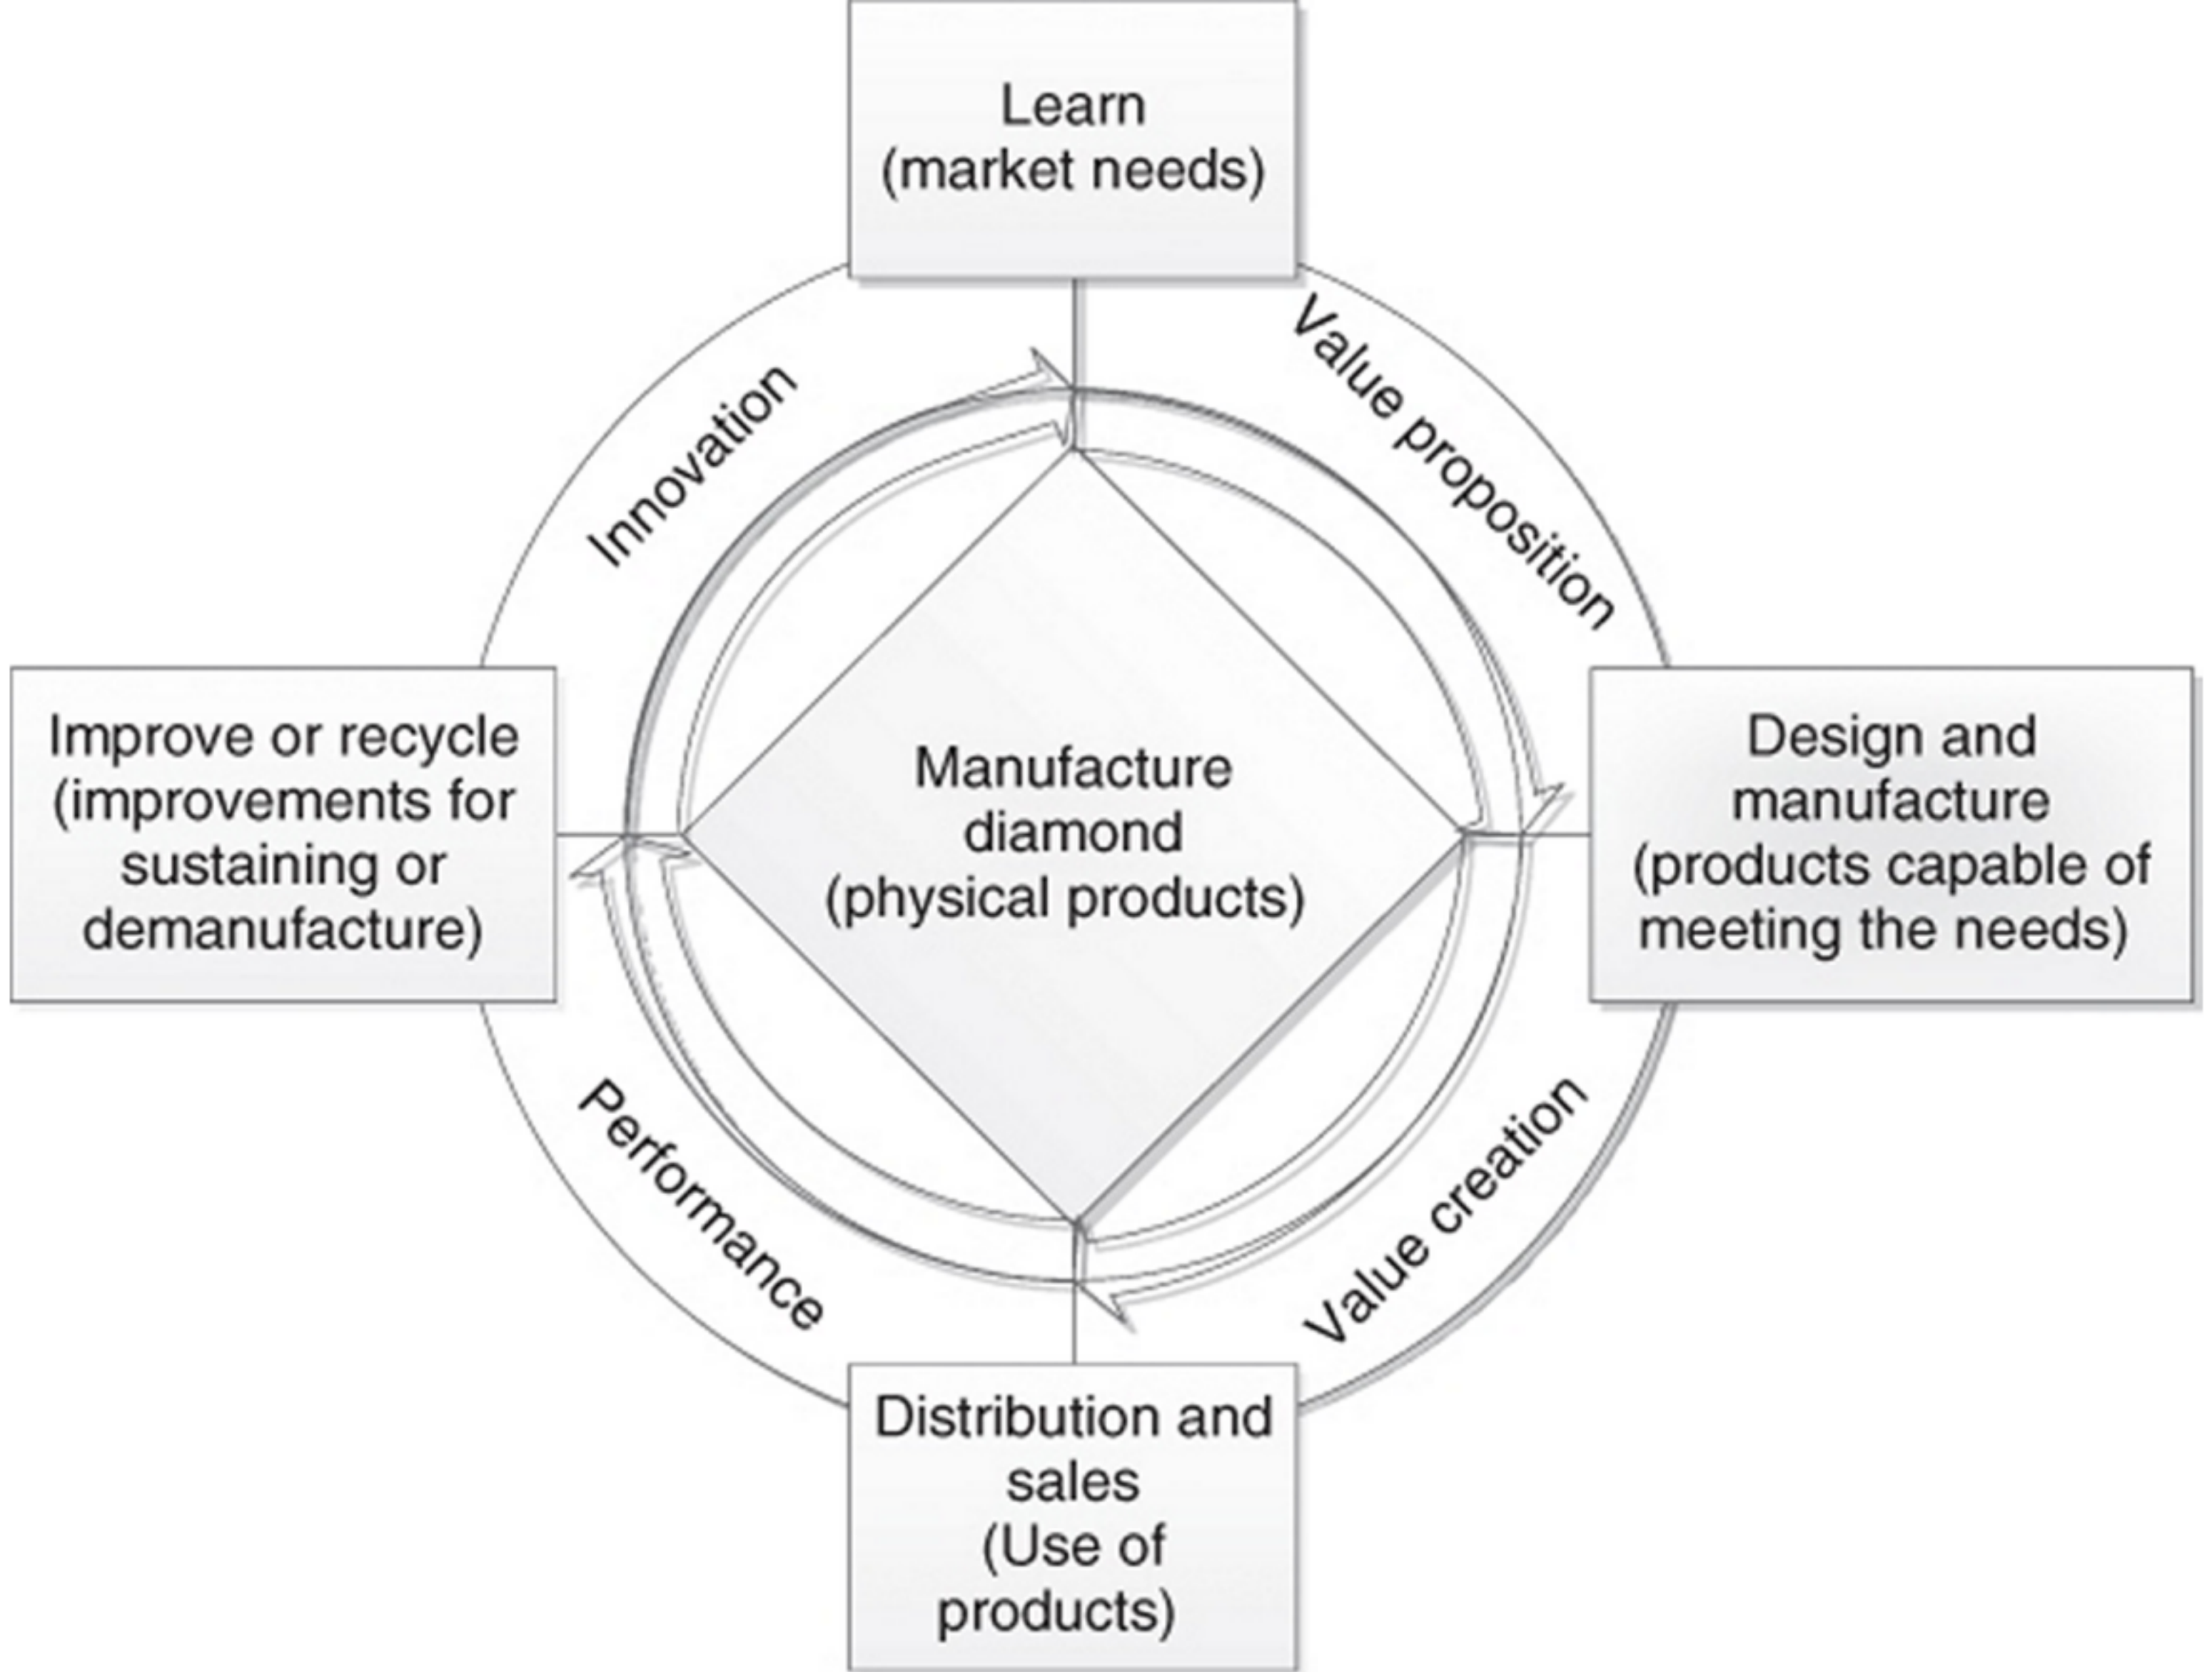 Learn
(market needs)
Innovation
Value proposition
Improve or recycle
(improvements for
sustaining or
demanufacture)
Manufacture
diamond
(physical products)
Design and
manufacture
(products capable of
meeting the needs)
Performance
Value creation
Distribution and
sales
(Use of
products)